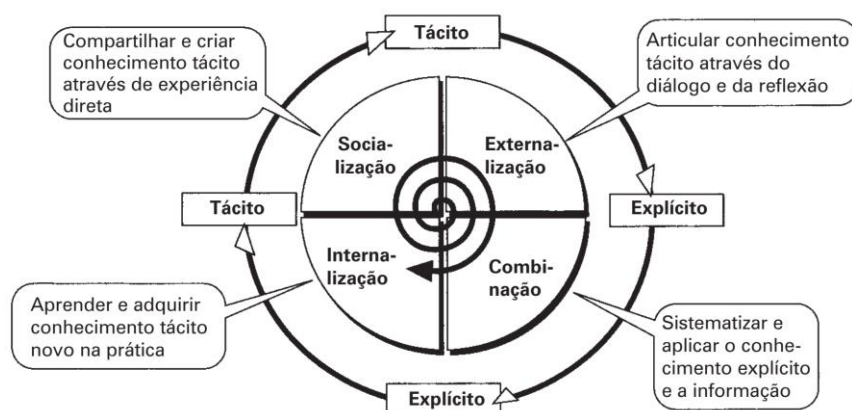 Tácito
Compartilhar e criar
conhecimento tácito
através de experiência
direta
Articular conhecimento
tácito através do
diálogo e da reflexão
Socia-
lização
Externa-
lização
Tácito
Explícito
Interna-
lização
Combi-
nação
Aprender e adquirir
conhecimento tácito
novo na prática
Sistematizar e
aplicar o conhe-
cimento explícito
e a informação
Explícito